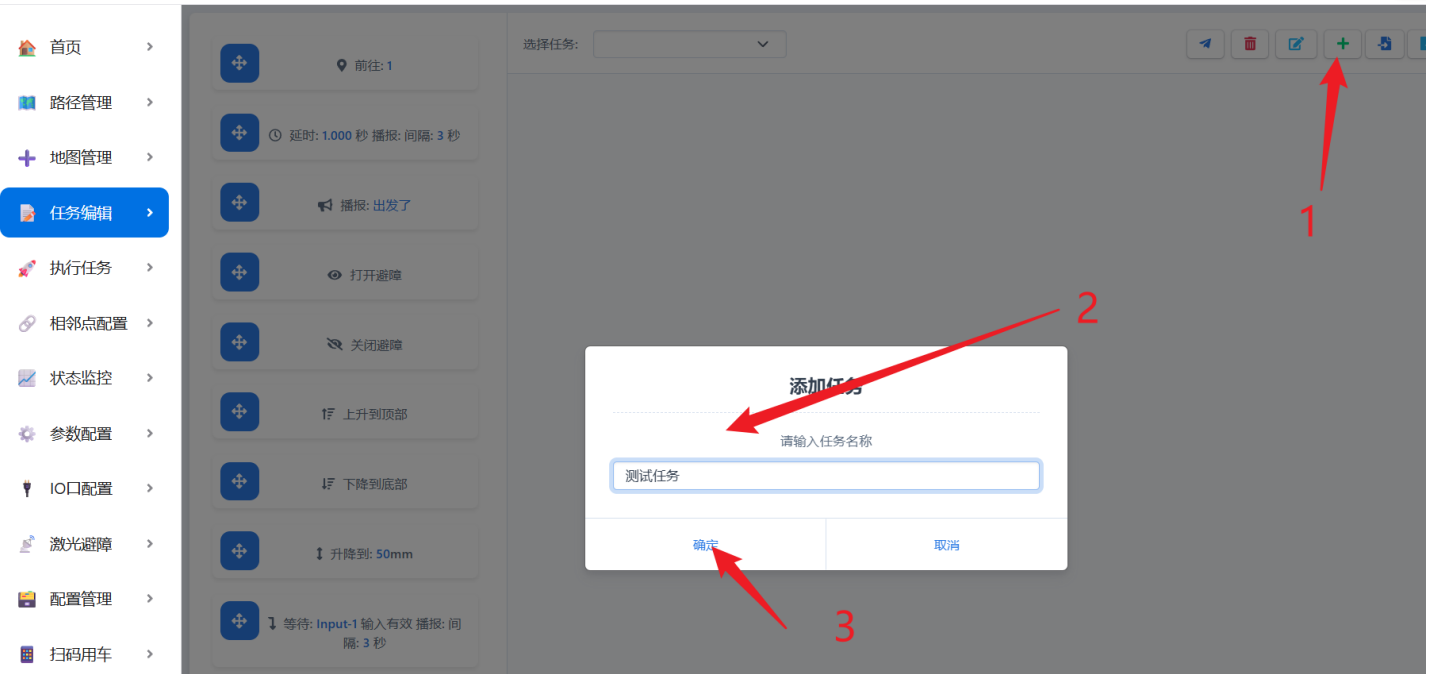 首页
路径管理
地图管理
任务编辑
执行任务
相邻点配置
状态监控
参数配置
IO口配置
激光避障
配置管理
扫码用车
前往: 1
延时: 1.000 秒 播报: 间隔: 3 秒
播报: 出发了
打开避障
关闭避障
上升到顶部
下降到底部
升降到: 50mm
等待: Input-1 输入有效 播报: 间
隔: 3 秒
选择任务:
1
2
添加任务
请输入任务名称
测试任务
确定
取消
3